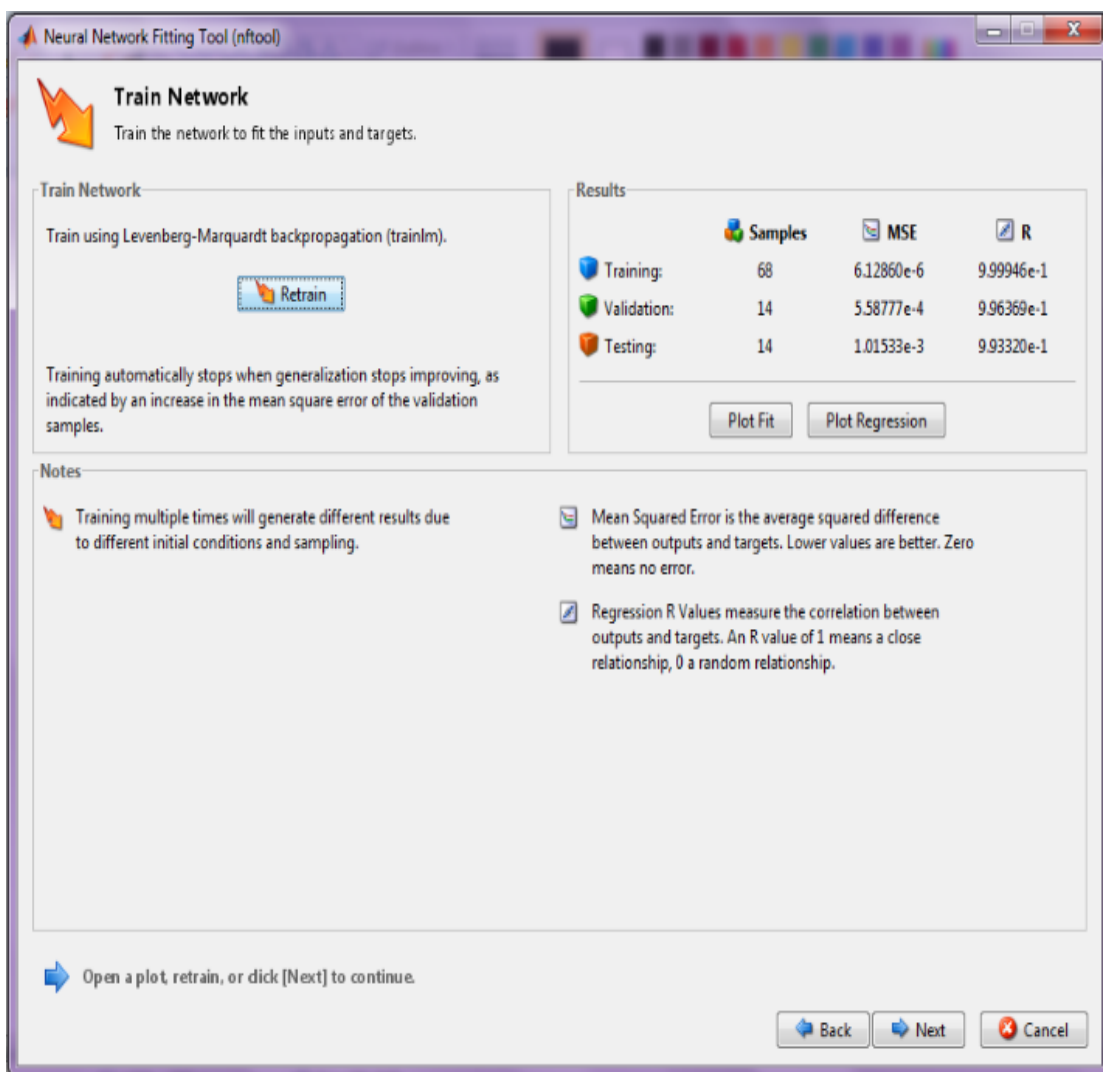 Neural Network Fitting Tool (nftool)
Train Network
Train the network to fit the inputs and targets.
Train Network
Train using Levenberg-Marquardt backpropagation (trainlm).
Retrain
Training automatically stops when generalization stops improving, as
indicated by an increase in the mean square error of the validation
samples.
Results
Samples MSE R
Training: 68 6.12860e-6 9.99946e-1
Validation: 14 5.58777e-4 9.96369e-1
Testing: 14 1.01533e-3 9.93320e-1
Plot Fit Plot Regression
Notes
Training multiple times will generate different results due
to different initial conditions and sampling.
Mean Squared Error is the average squared difference
between outputs and targets. Lower values are better. Zero
means no error.
Regression R Values measure the correlation between
outputs and targets. An R value of 1 means a close
relationship, 0 a random relationship.
Open a plot, retrain, or click [Next] to continue.
Back Next Cancel